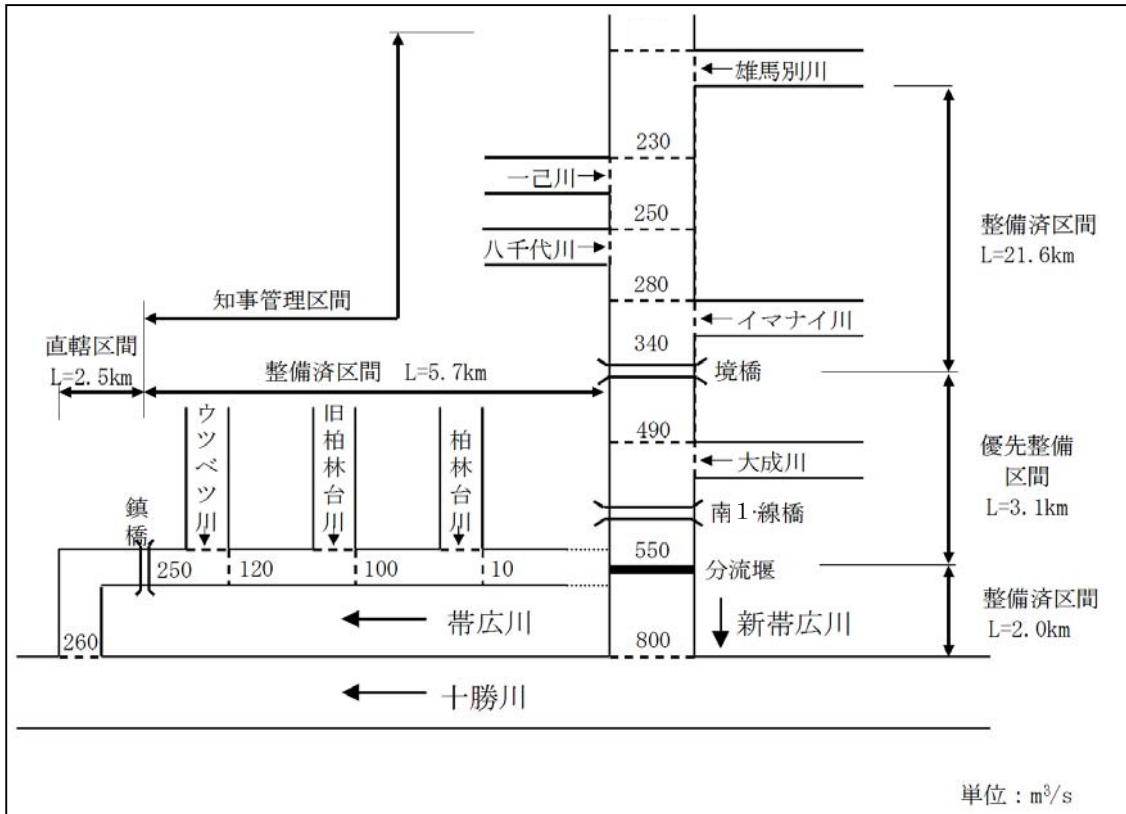 雄馬別川
230
一己川
250
八千代川
280
イマナイ川
340
境橋
整備済区間
L=21.6km
知事管理区間
直轄区間
L=2.5km
整備済区間 L=5.7km
490
大成川
南1·線橋
優先整備
区間
L=3.1km
ウツベツ川
旧柏林台川
柏林台川
鎮橋
250
120
100
10
550
分流堰
帯広川
新帯広川
整備済区間
L=2.0km
260
800
十勝川
単位：m³/s